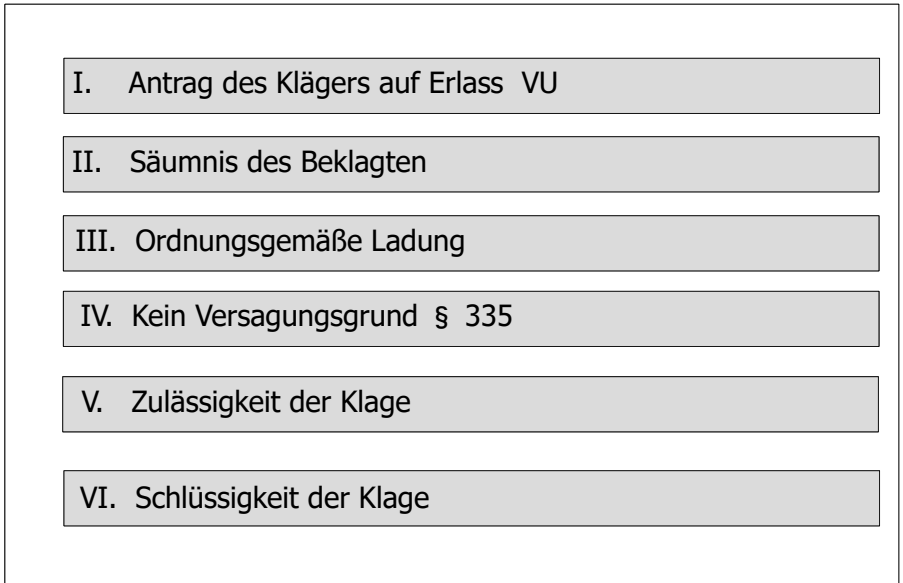 I. Antrag des Klägers auf Erlass VU
II. Säumnis des Beklagten
III. Ordnungsgemäße Ladung
IV. Kein Versagungsgrund § 335
V. Zulässigkeit der Klage
VI. Schlüssigkeit der Klage